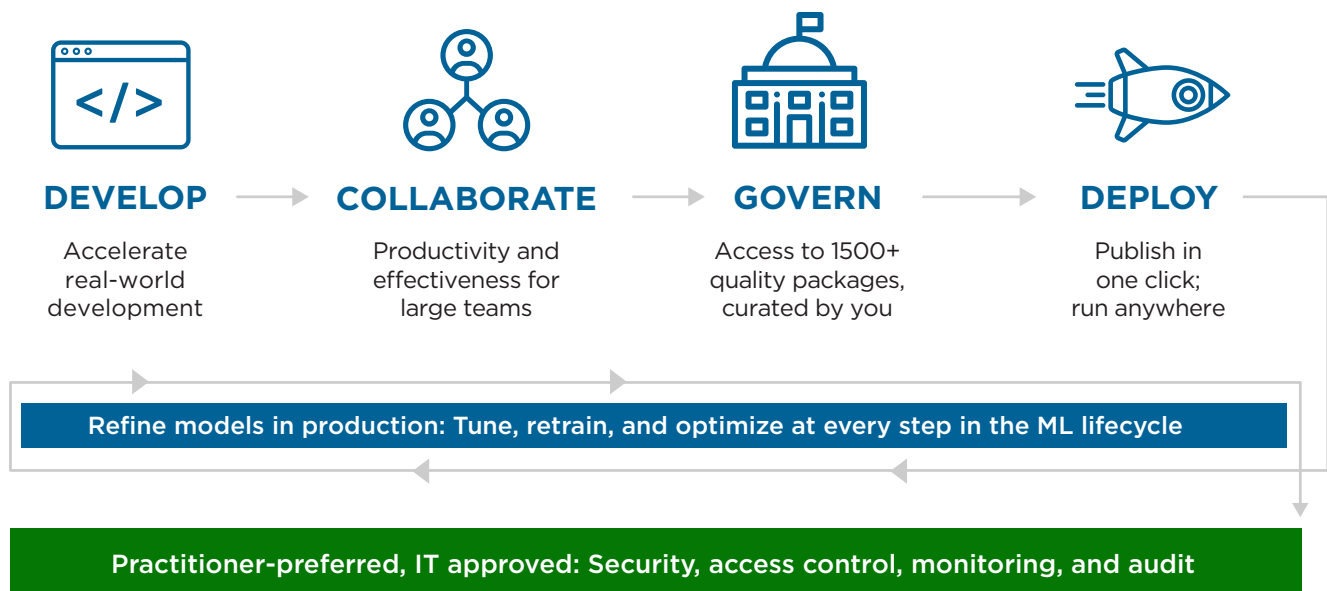 </>
DEVELOP
Accelerate
real-world
development
COLLABORATE
Productivity and
effectiveness for
large teams
GOVERN
Access to 1500+
quality packages,
curated by you
DEPLOY
Publish in
one click;
run anywhere
Refine models in production: Tune, retrain, and optimize at every step in the ML lifecycle
Practitioner-preferred, IT approved: Security, access control, monitoring, and audit